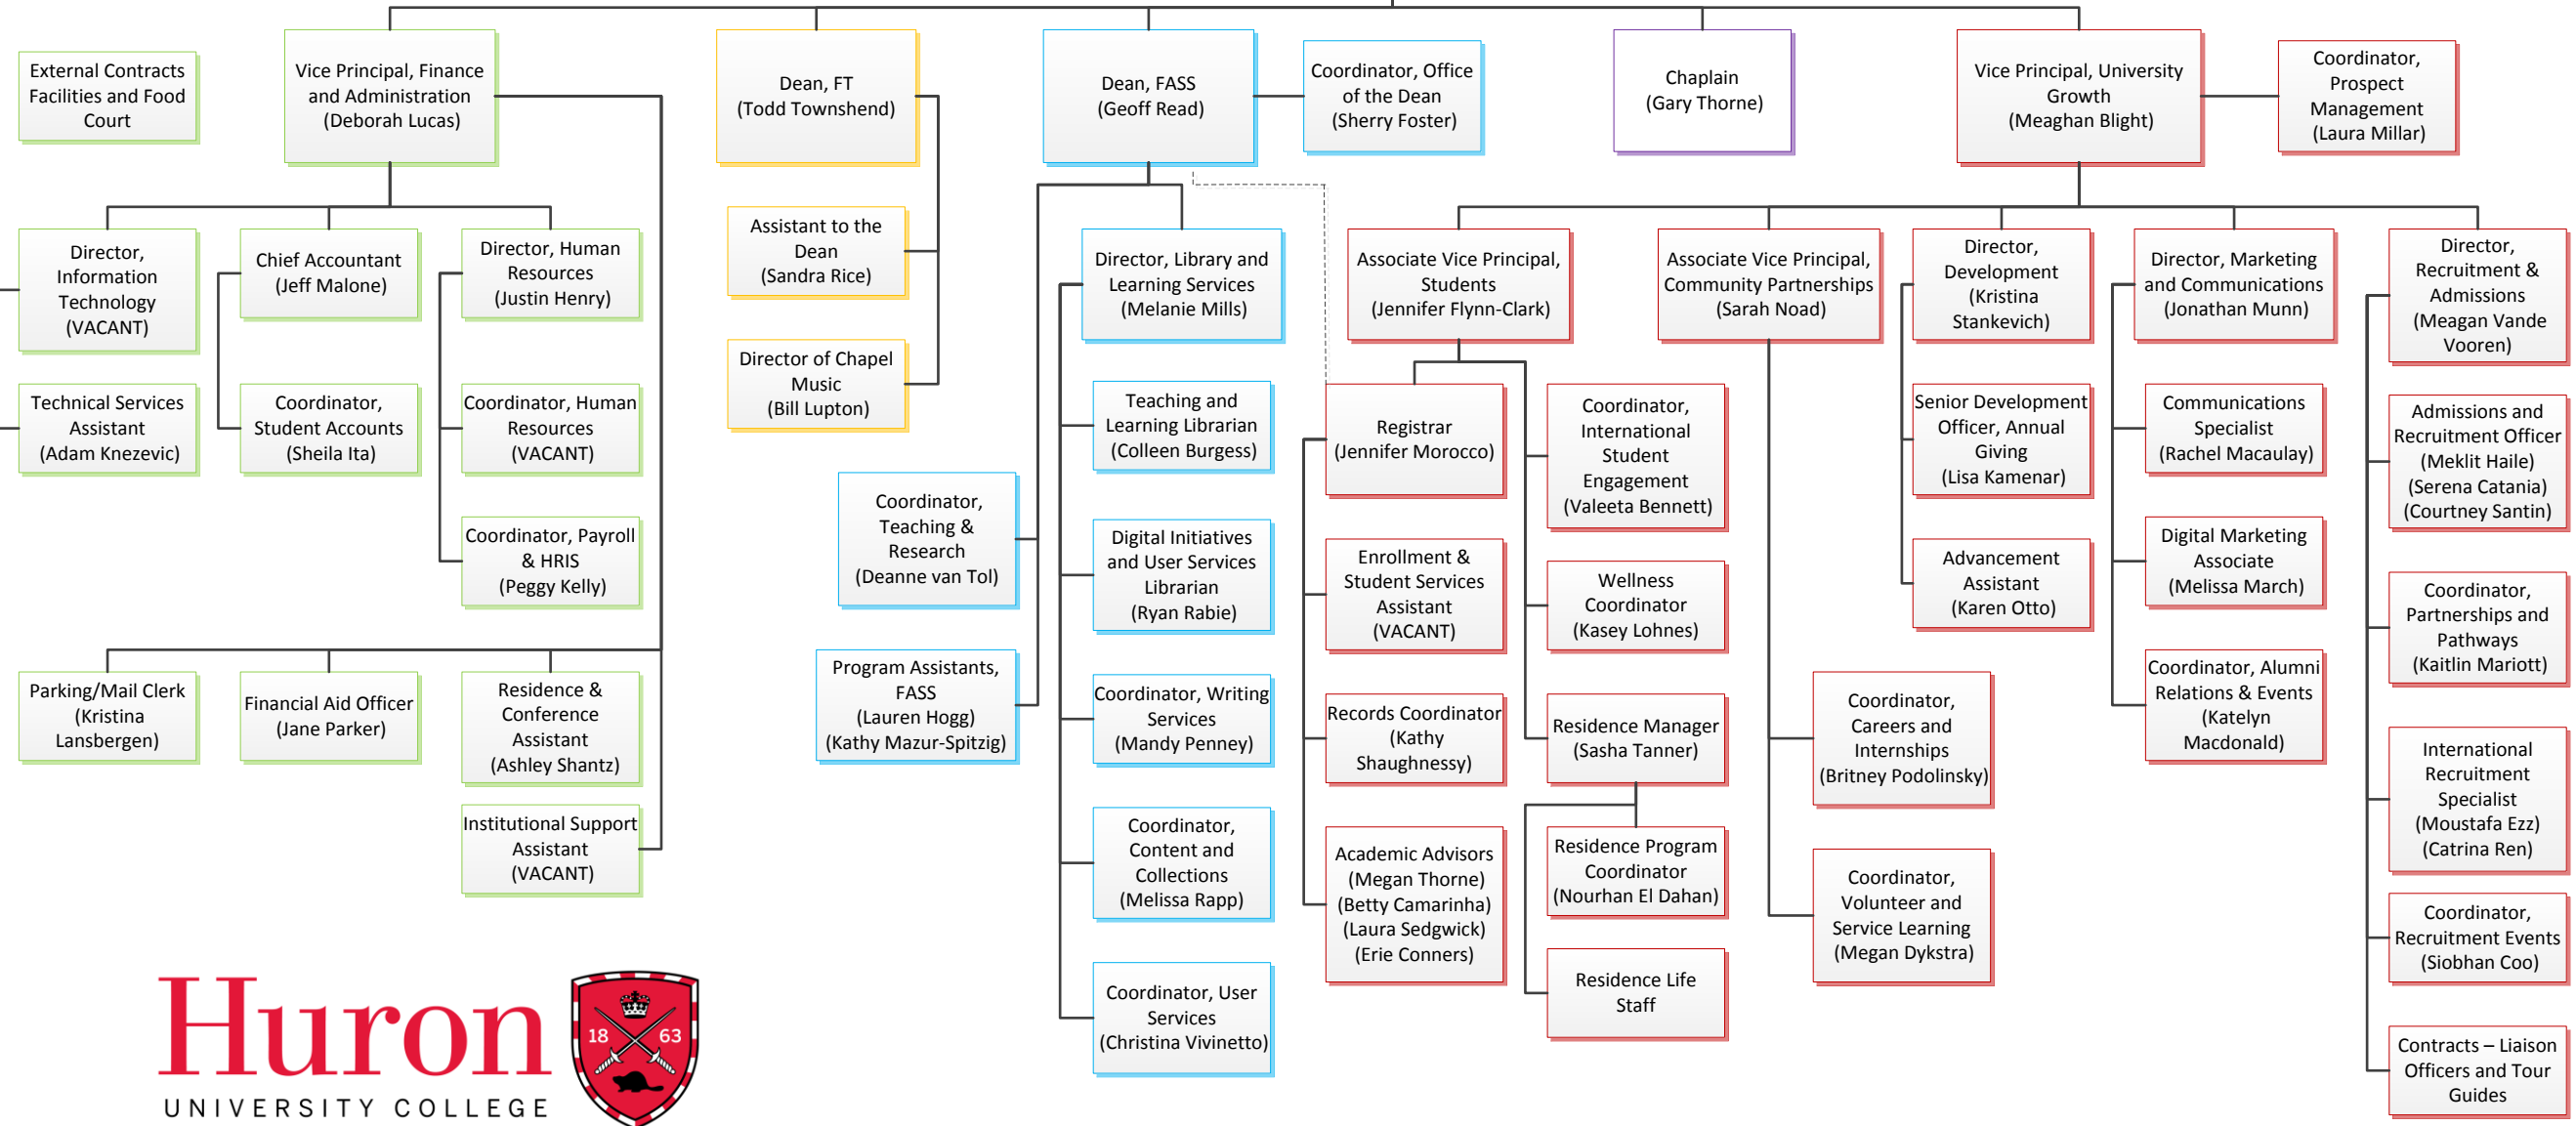 External Contracts
Facilities and Food
Court
Vice Principal, Finance
and Administration
(Deborah Lucas)
Dean, FT
(Todd Townshend)
Dean, FASS
(Geoff Read)
Coordinator, Office
of the Dean
(Sherry Foster)
Chaplain
(Gary Thorne)
Vice Principal, University
Growth
(Meaghan Blight)
Coordinator,
Prospect
Management
(Laura Millar)
Director,
Information
Technology
(VACANT)
Chief Accountant
(Jeff Malone)
Director, Human
Resources
(Justin Henry)
Assistant to the
Dean
(Sandra Rice)
Director, Library and
Learning Services
(Melanie Mills)
Associate Vice Principal,
Students
(Jennifer Flynn-Clark)
Associate Vice Principal,
Community Partnerships
(Sarah Noad)
Director,
Development
(Kristina
Stankevich)
Director, Marketing
and Communications
(Jonathan Munn)
Director,
Recruitment &
Admissions
(Meagan Vande
Vooren)
Technical Services
Assistant
(Adam Knezevic)
Coordinator,
Student Accounts
(Sheila Ita)
Coordinator, Human
Resources
(VACANT)
Director of Chapel
Music
(Bill Lupton)
Teaching and
Learning Librarian
(Colleen Burgess)
Registrar
(Jennifer Morocco)
Coordinator,
International
Student
Engagement
(Valeeta Bennett)
Senior Development
Officer, Annual
Giving
(Lisa Kamenar)
Communications
Specialist
(Rachel Macaulay)
Admissions and
Recruitment Officer
(Meklit Haile)
(Serena Catania)
(Courtney Santin)
Coordinator, Payroll
& HRIS
(Peggy Kelly)
Coordinator,
Teaching &
Research
(Deanne van Tol)
Digital Initiatives
and User Services
Librarian
(Ryan Rabie)
Enrollment &
Student Services
Assistant
(VACANT)
Wellness
Coordinator
(Kasey Lohnes)
Advancement
Assistant
(Karen Otto)
Digital Marketing
Associate
(Melissa March)
Coordinator,
Partnerships and
Pathways
(Kaitlin Mariott)
Parking/Mail Clerk
(Kristina
Lansbergen)
Financial Aid Officer
(Jane Parker)
Residence &
Conference
Assistant
(Ashley Shantz)
Program Assistants,
FASS
(Lauren Hogg)
(Kathy Mazur-Spitzig)
Coordinator, Writing
Services
(Mandy Penney)
Records Coordinator
(Kathy
Shaughnessy)
Residence Manager
(Sasha Tanner)
Coordinator,
Careers and
Internships
(Britney Podolinsky)
Coordinator, Alumni
Relations & Events
(Katelyn
Macdonald)
International
Recruitment
Specialist
(Moustafa Ezz)
(Catrina Ren)
Institutional Support
Assistant
(VACANT)
Coordinator,
Content and
Collections
(Melissa Rapp)
Academic Advisors
(Megan Thorne)
(Betty Camarinha)
(Laura Sedgwick)
(Erie Conners)
Residence Program
Coordinator
(Nourhan El Dahan)
Coordinator,
Volunteer and
Service Learning
(Megan Dykstra)
Coordinator,
Recruitment Events
(Siobhan Coo)
Coordinator, User
Services
(Christina Vivinetto)
Residence Life
Staff
Contracts – Liaison
Officers and Tour
Guides
Huron
UNIVERSITY COLLEGE
18 63